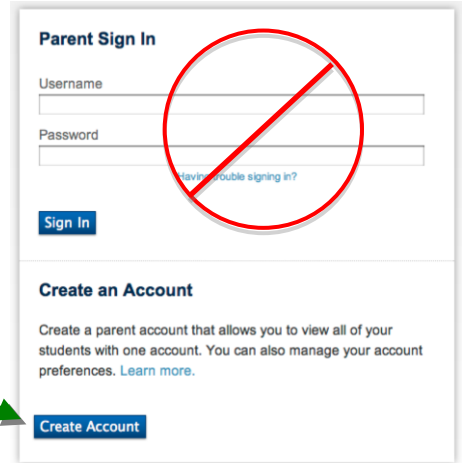 Parent Sign In
Username
Password
Having trouble signing in?
Sign In
Create an Account
Create a parent account that allows you to view all of your
students with one account. You can also manage your account
preferences. Learn more.
Create Account